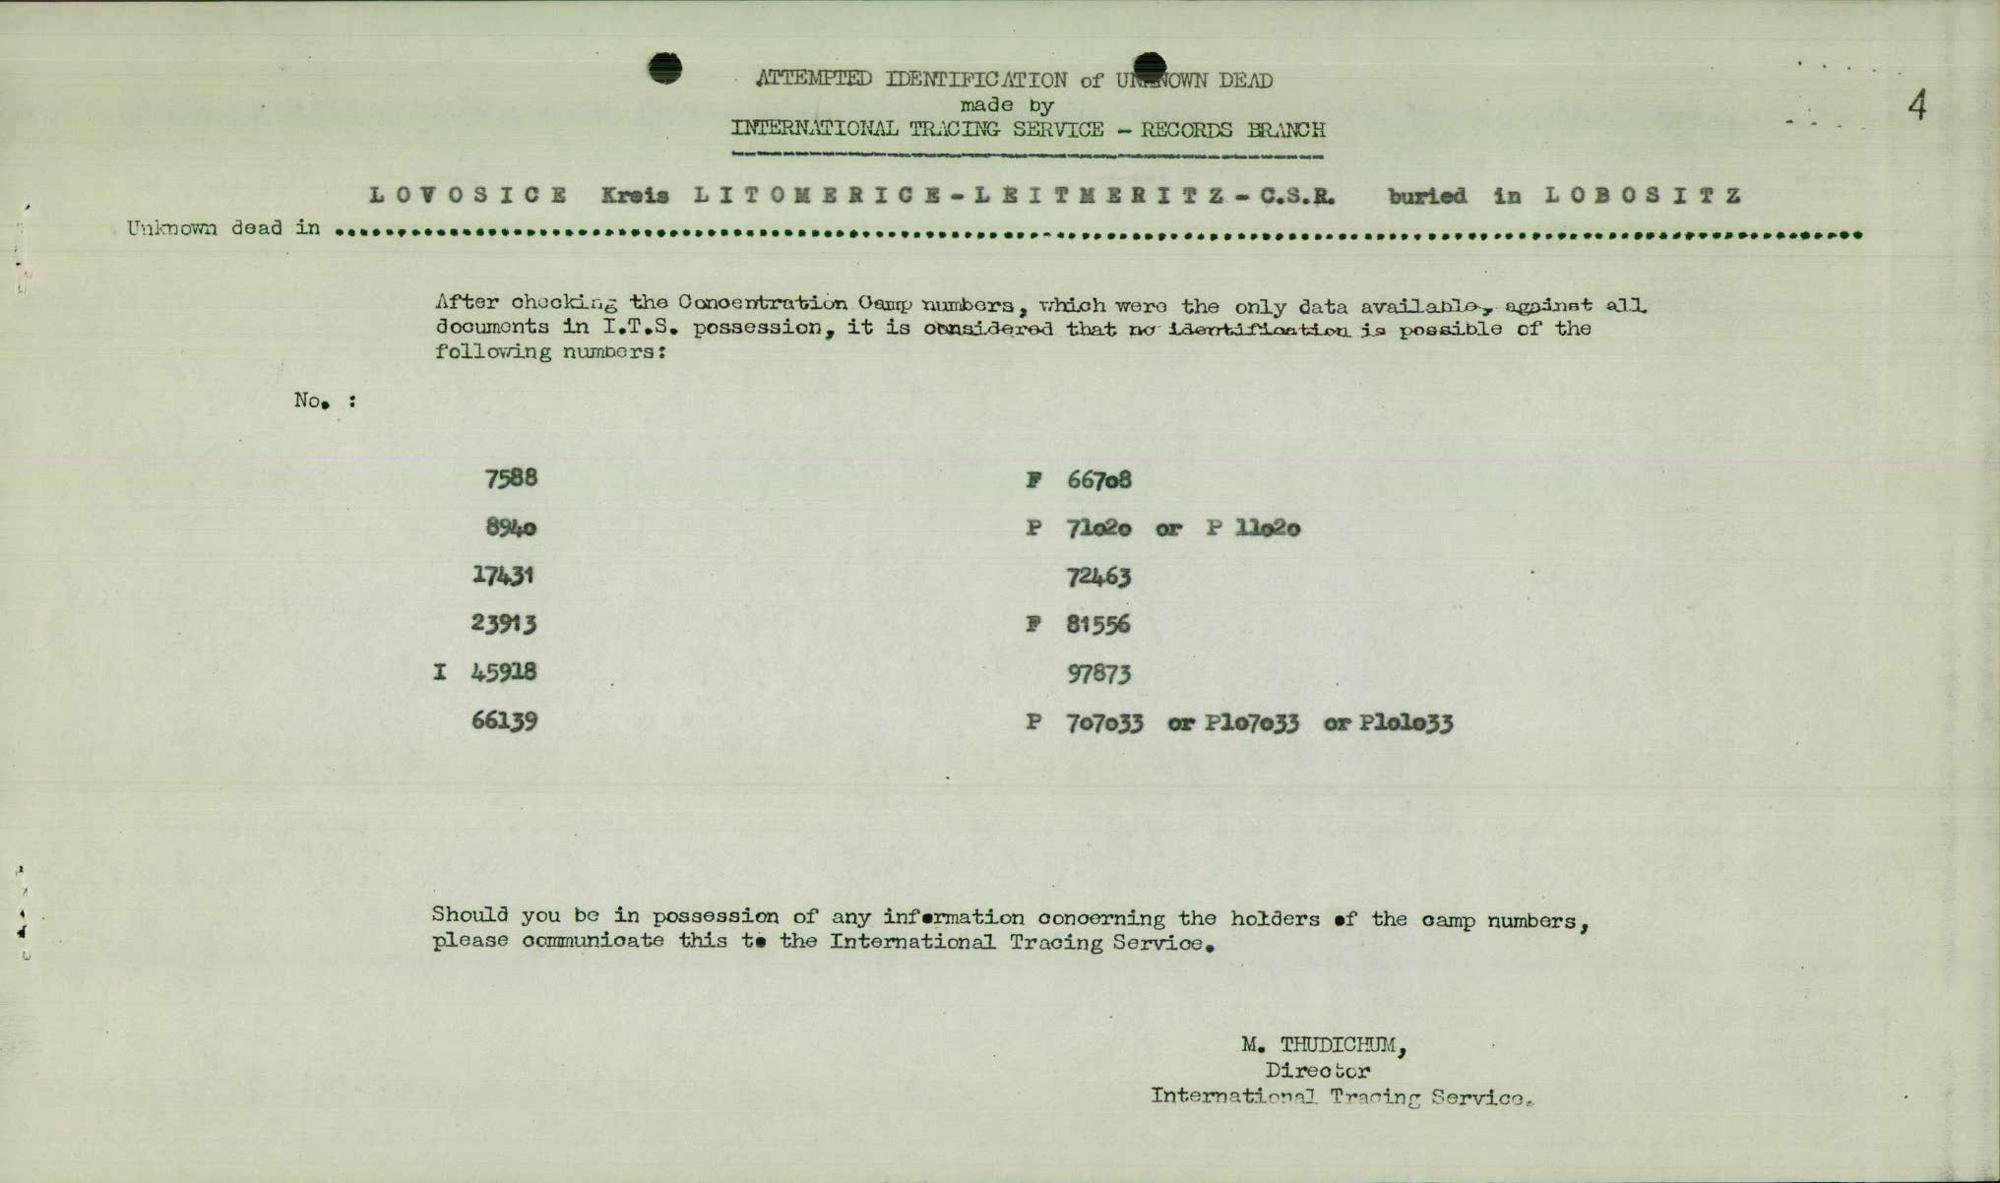 ATTEMPTED IDENTIFICATION of UNKNOWN DEAD
made by
INTERNATIONAL TRACING SERVICE - RECORDS BRANCH
4
LOVOSICE Kreis LITOMERICE-LEITMERITZ-C.S.R. buried in LOBOSITZ
Unknown dead in ........................................................................
After checking the Concentration Camp numbers, which were the only data available, against all
documents in I.T.S. possession, it is considered that no identification is possible of the
following numbers:
No. :
7588 F 66708
8940 P 71020 or P 11020
17431 72463
23913 F 81556
I 45918 97873
66139 P 707033 or P107033 or P101033
Should you be in possession of any information concerning the holders of the camp numbers,
please communicate this to the International Tracing Service.
M. THUDICHUM,
Director
International Tracing Service.